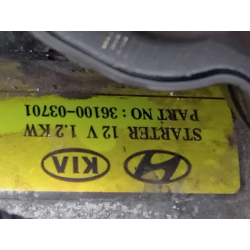 STARTER 12 V 1.2 KW
PART NO : 36100-03701
KIA